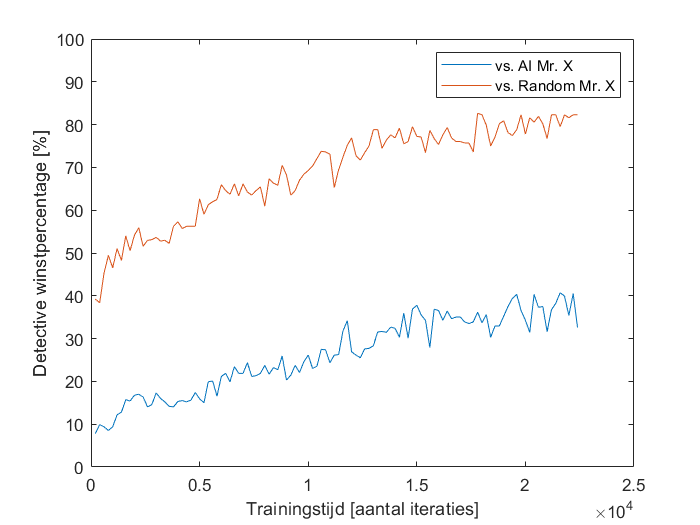 100
90
80
70
60
50
40
30
20
10
0
Detective winstpercentage [%]
vs. AI Mr. X
vs. Random Mr. X
0 0.5 1 1.5 2 2.5
×10⁴
Trainingstijd [aantal iteraties]